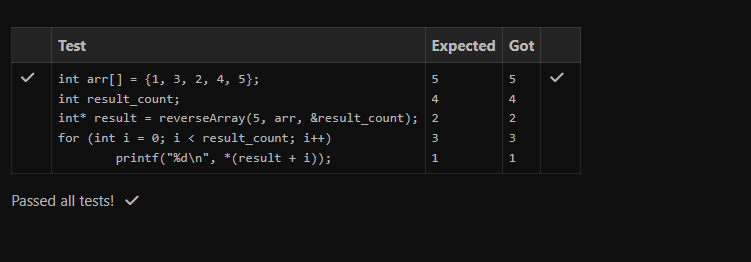 Test Expected Got
int arr[] = {1, 3, 2, 4, 5}; 5 5
int result_count; 4 4
int* result = reverseArray(5, arr, &result_count); 2 2
for (int i = 0; i < result_count; i++) 3 3
        printf("%d\n", *(result + i)); 1 1
Passed all tests!